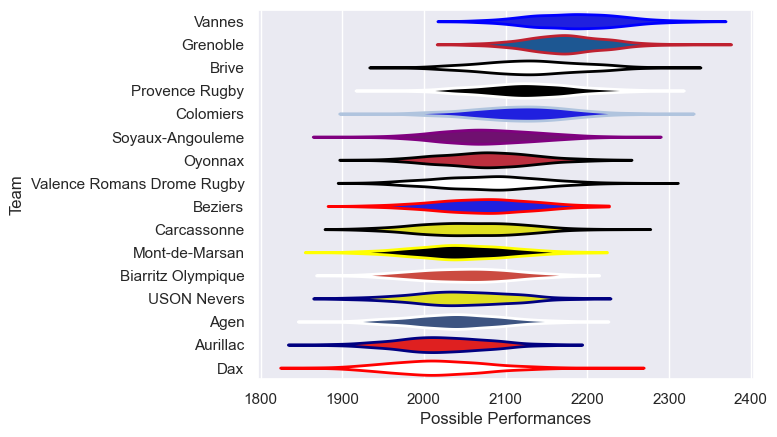 Vannes
Grenoble
Brive
Provence Rugby
Colomiers
Soyaux-Angouleme
Oyonnax
Valence Romans Drome Rugby
Beziers
Carcassonne
Mont-de-Marsan
Biarritz Olympique
USON Nevers
Agen
Aurillac
Dax
Team
1800 1900 2000 2100 2200 2300 2400
Possible Performances